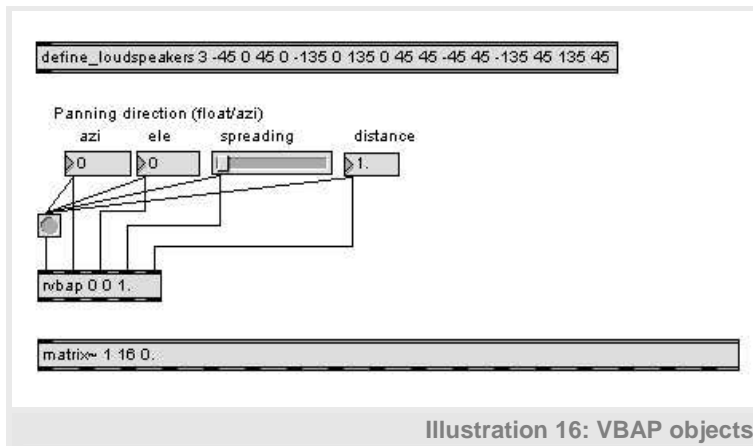 define_loudspeakers 3 -45 0 45 0 -135 0 135 0 45 45 -45 45 -135 45 135 45
Panning direction (float/azi)
azi ele spreading distance
0 0 1.
rvbap 0 0 1.
matrix~ 1 16 0.
Illustration 16: VBAP objects